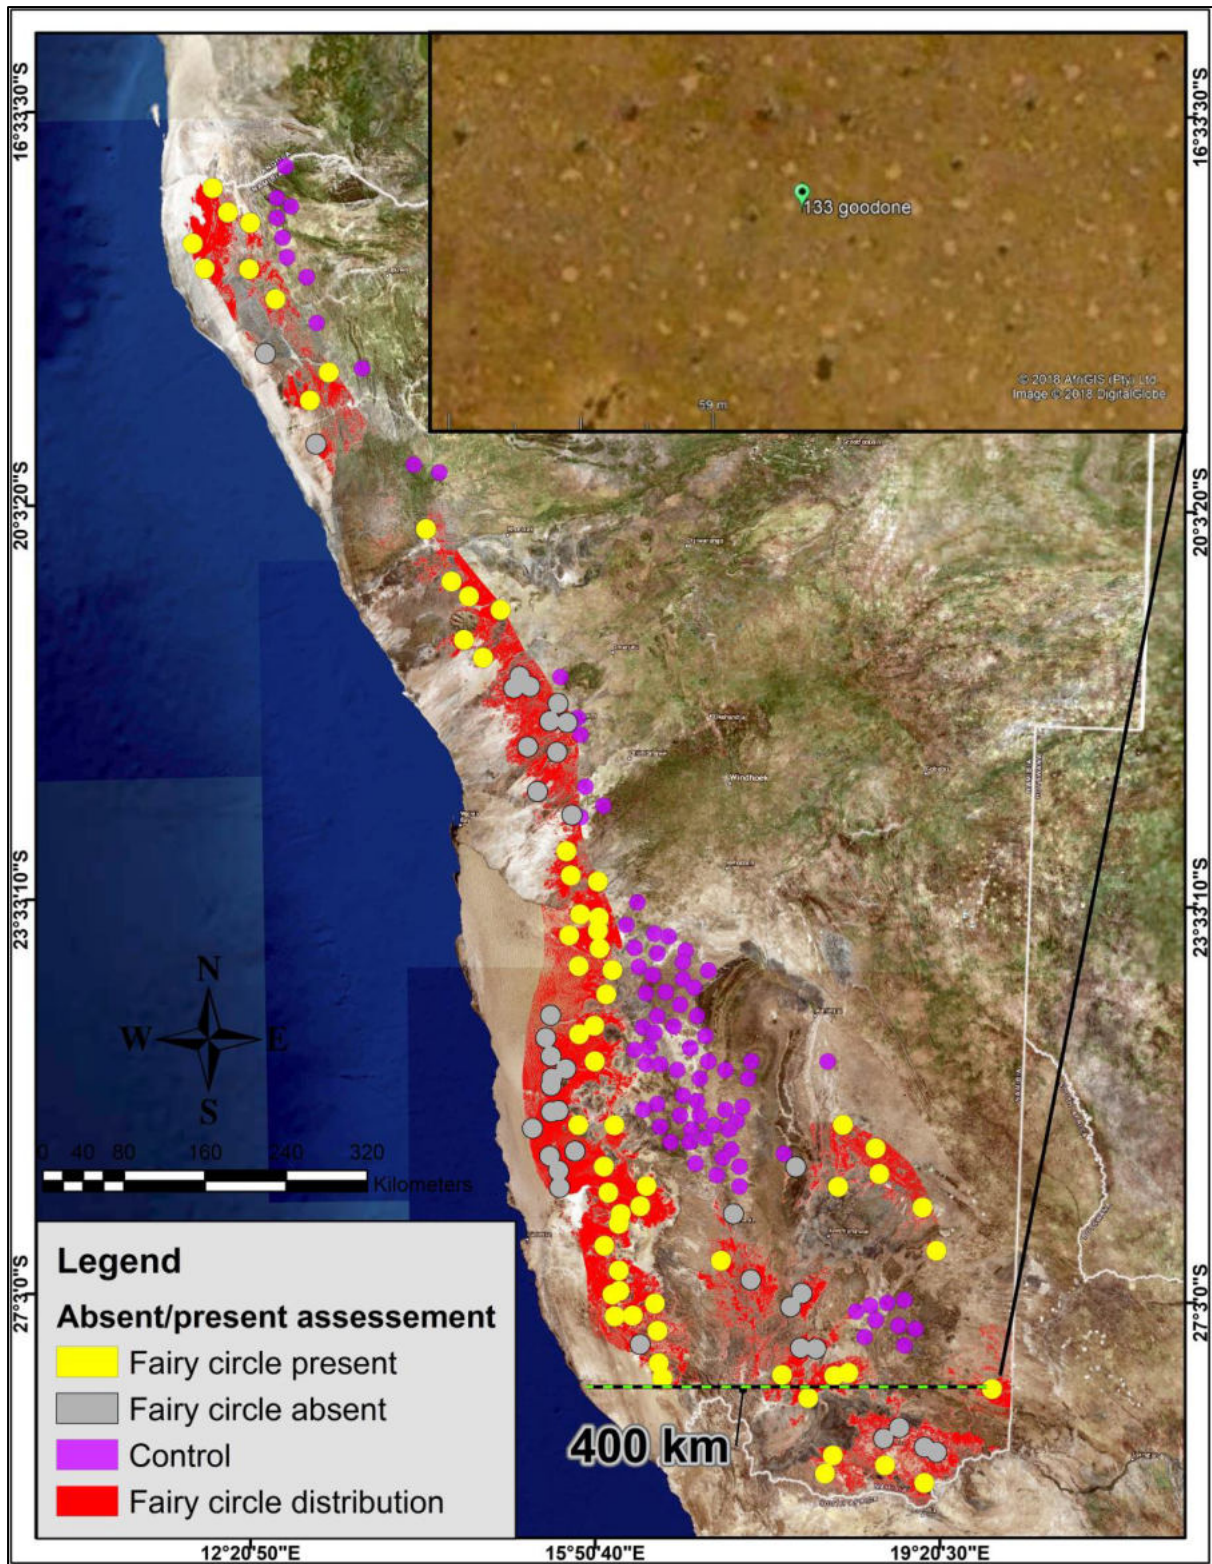 16°33'30"S
16°33'30"S
133 goodone
© 2018 AfriGIS (Pty) Ltd.
Image © 2018 DigitalGlobe
59 m
20°3'20"S
20°3'20"S
Windhoek
23°33'10"S
23°33'10"S
N
W
E
S
0 40 80 160 240 320
Kilometers
27°3'0"S
27°3'0"S
Legend
Absent/present assessement
Fairy circle present
Fairy circle absent
Control
Fairy circle distribution
400 km
12°20'50"E
15°50'40"E
19°20'30"E